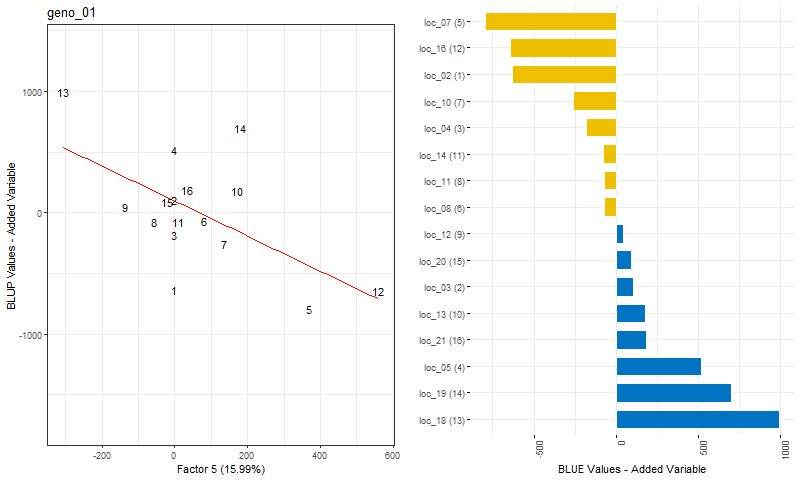 geno_01
BLUP Values - Added Variable
1000
0
-1000
13
14
4
16
10
15
2
9
8
11
6
3
7
1
12
5
-200
0
200
400
600
Factor 5 (15.99%)
loc_07 (5)
loc_16 (12)
loc_02 (1)
loc_10 (7)
loc_04 (3)
loc_14 (11)
loc_11 (8)
loc_08 (6)
loc_12 (9)
loc_20 (15)
loc_03 (2)
loc_13 (10)
loc_21 (16)
loc_05 (4)
loc_19 (14)
loc_18 (13)
-500
0
500
1000
BLUE Values - Added Variable